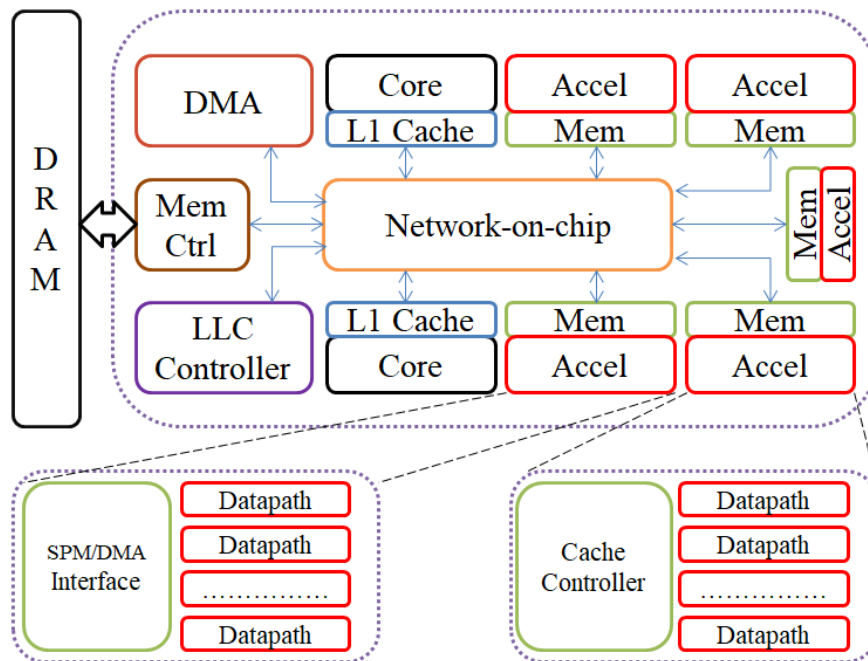 D
R
A
M
DMA
Core
L1 Cache
Accel
Mem
Accel
Mem
Mem
Ctrl
Network-on-chip
Mem
Accel
LLC
Controller
L1 Cache
Core
Mem
Accel
Mem
Accel
SPM/DMA
Interface
Datapath
Datapath
……………
Datapath
Cache
Controller
Datapath
Datapath
……………
Datapath